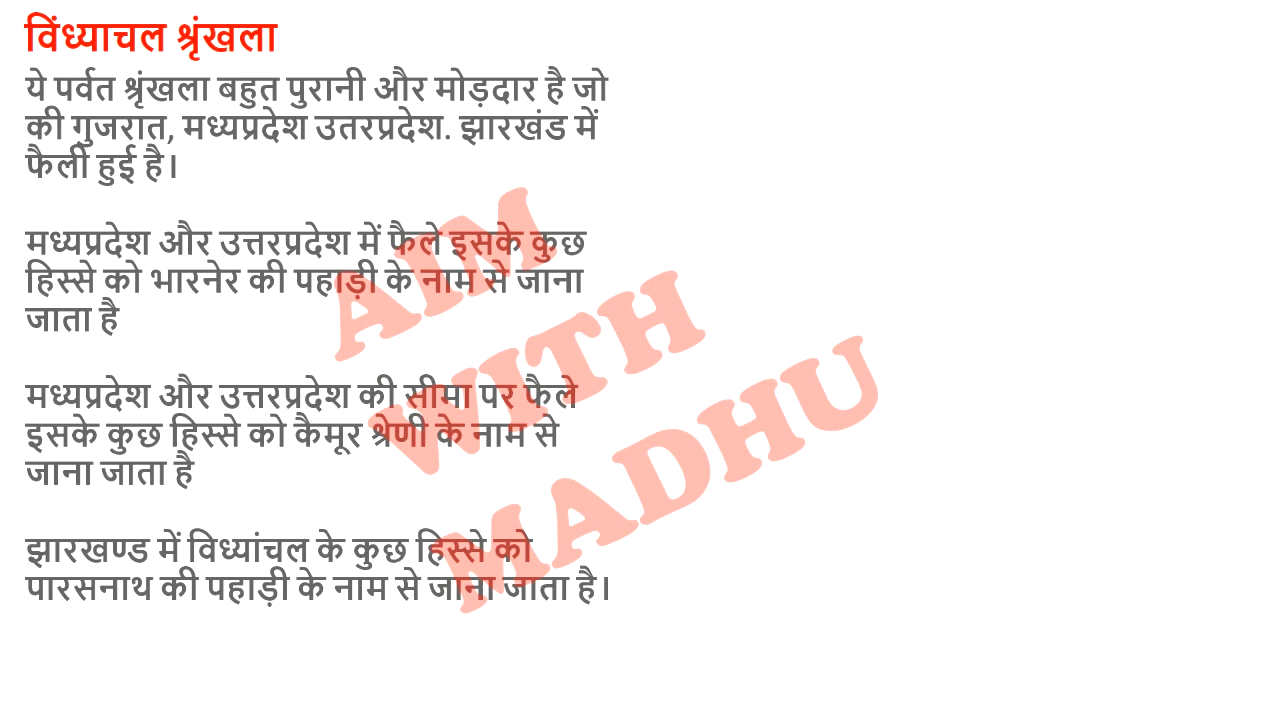 विंध्याचल श्रृंखला
ये पर्वत श्रृंखला बहुत पुरानी और मोड़दार है जो
की गुजरात, मध्यप्रदेश उतरप्रदेश. झारखंड में
फैली हुई है।
मध्यप्रदेश और उत्तरप्रदेश में फैले इसके कुछ
हिस्से को भारनेर की पहाड़ी के नाम से जाना
जाता है
मध्यप्रदेश और उत्तरप्रदेश की सीमा पर फैले
इसके कुछ हिस्से को कैमूर श्रेणी के नाम से
जाना जाता है
झारखण्ड में विध्यांचल के कुछ हिस्से को
पारसनाथ की पहाड़ी के नाम से जाना जाता है।
AIM
WITH
MADHU